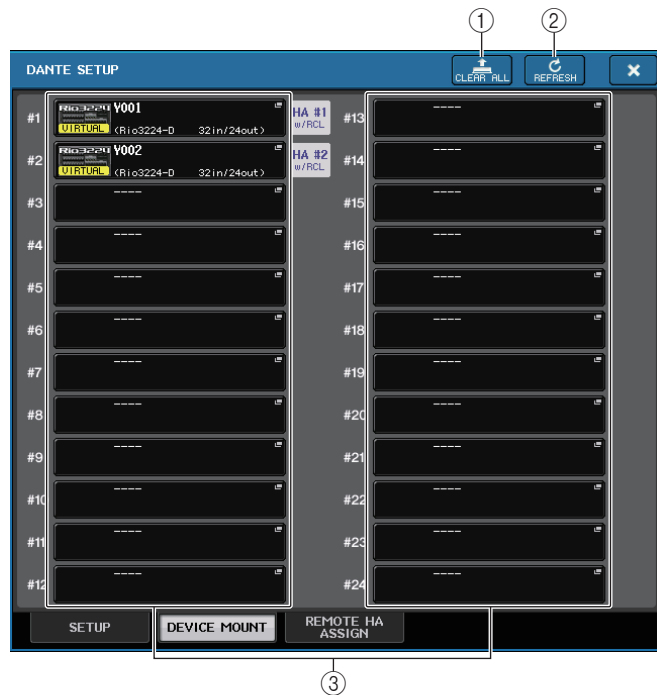 ① ②
DANTE SETUP CLEAR ALL REFRESH ×
#1 Rio3224 VIRTUAL Y001 (Rio3224-D 32in/24out) HA #1 w/RCL #13 ----
#2 Rio3224 VIRTUAL Y002 (Rio3224-D 32in/24out) HA #2 w/RCL #14 ----
#3 ---- #15 ----
#4 ---- #16 ----
#5 ---- #17 ----
#6 ---- #18 ----
#7 ---- #19 ----
#8 ---- #20 ----
#9 ---- #21 ----
#10 ---- #22 ----
#11 ---- #23 ----
#12 ---- #24 ----
SETUP DEVICE MOUNT REMOTE HA ASSIGN
③